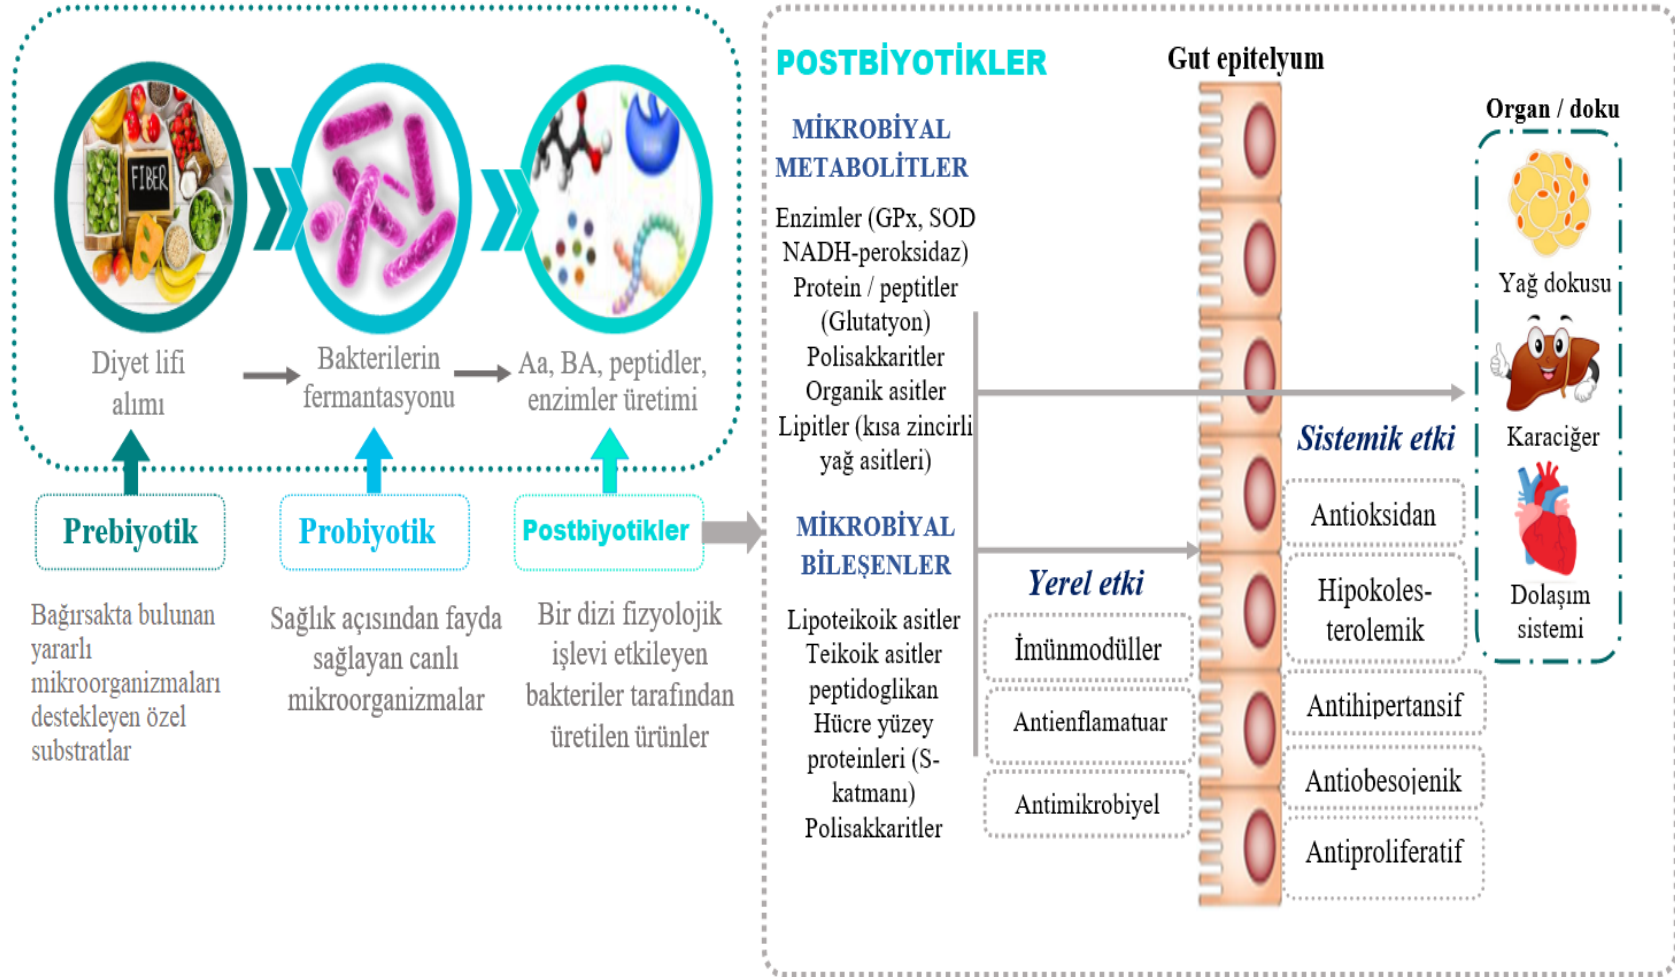 FIBER
Diyet lifi
alımı
Bakterilerin
fermantasyonu
Aa, BA, peptidler,
enzimler üretimi
Prebiyotik
Probiyotik
Postbiyotikler
Bağırsakta bulunan
yararlı
mikroorganizmaları
destekleyen özel
substratlar
Sağlık açısından fayda
sağlayan canlı
mikroorganizmalar
Bir dizi fizyolojik
işlevi etkileyen
bakteriler tarafından
üretilen ürünler
POSTBİYOTİKLER
MİKROBİYAL
METABOLİTLER
Enzimler (GPx, SOD
NADH-peroksidaz)
Protein / peptitler
(Glutatyon)
Polisakkaritler
Organik asitler
Lipitler (kısa zincirli
yağ asitleri)
MİKROBİYAL
BİLEŞENLER
Lipoteikoik asitler
Teikoik asitler
peptidoglikan
Hücre yüzey
proteinleri (S-
katmanı)
Polisakkaritler
Yerel etki
İmünmodüller
Antienflamatuar
Antimikrobiyel
Gut epitelyum
Sistemik etki
Antioksidan
Hipokoles-
terolemik
Antihipertansif
Antiobesojenik
Antiproliferatif
Organ / doku
Yağ dokusu
Karaciğer
Dolaşım
sistemi